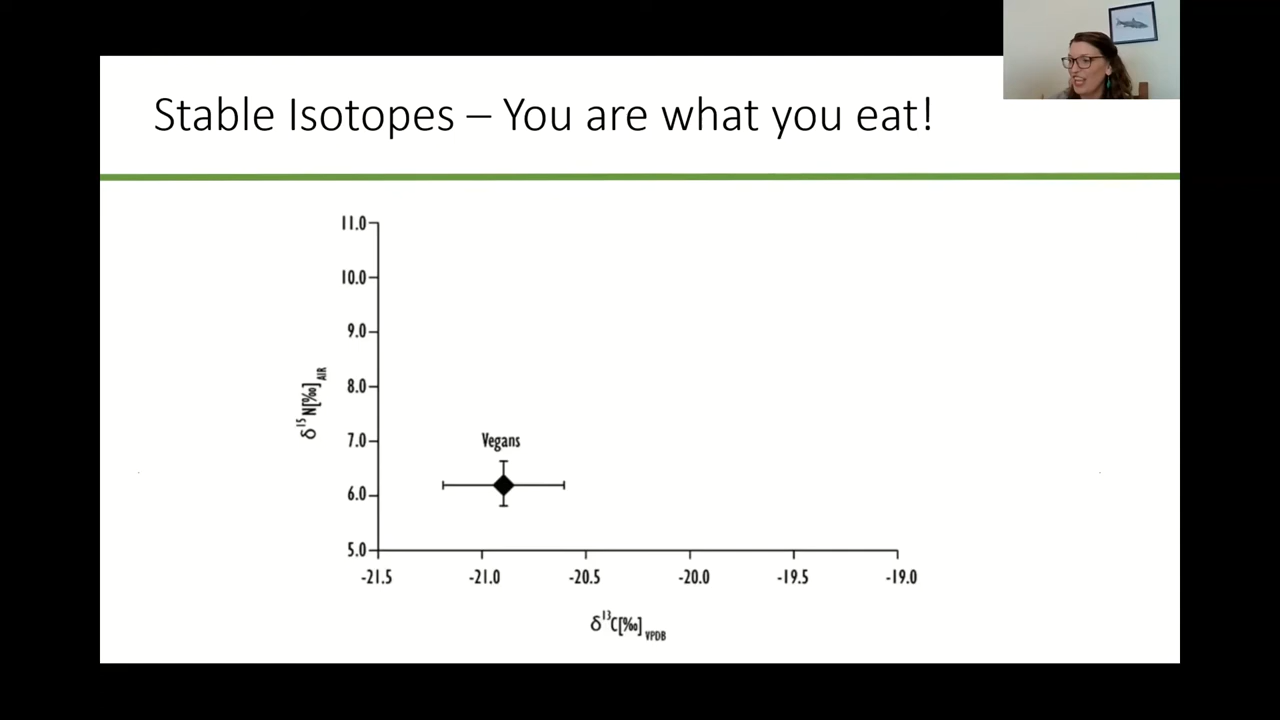 Stable Isotopes – You are what you eat!
11.0
10.0
9.0
8.0
7.0
6.0
5.0
δ¹⁵N[‰]AIR
Vegans
-21.5 -21.0 -20.5 -20.0 -19.5 -19.0
δ¹³C[‰]VPDB